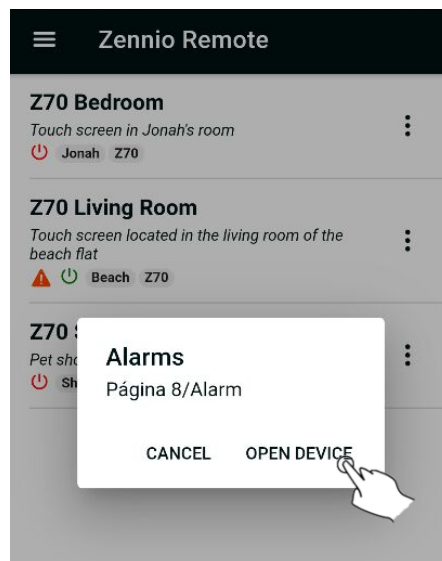 Zennio Remote
Z70 Bedroom
Touch screen in Jonah's room
Jonah Z70
Z70 Living Room
Touch screen located in the living room of the
beach flat
Beach Z70
Z70
Pet
Alarms
Página 8/Alarm
CANCEL OPEN DEVICE